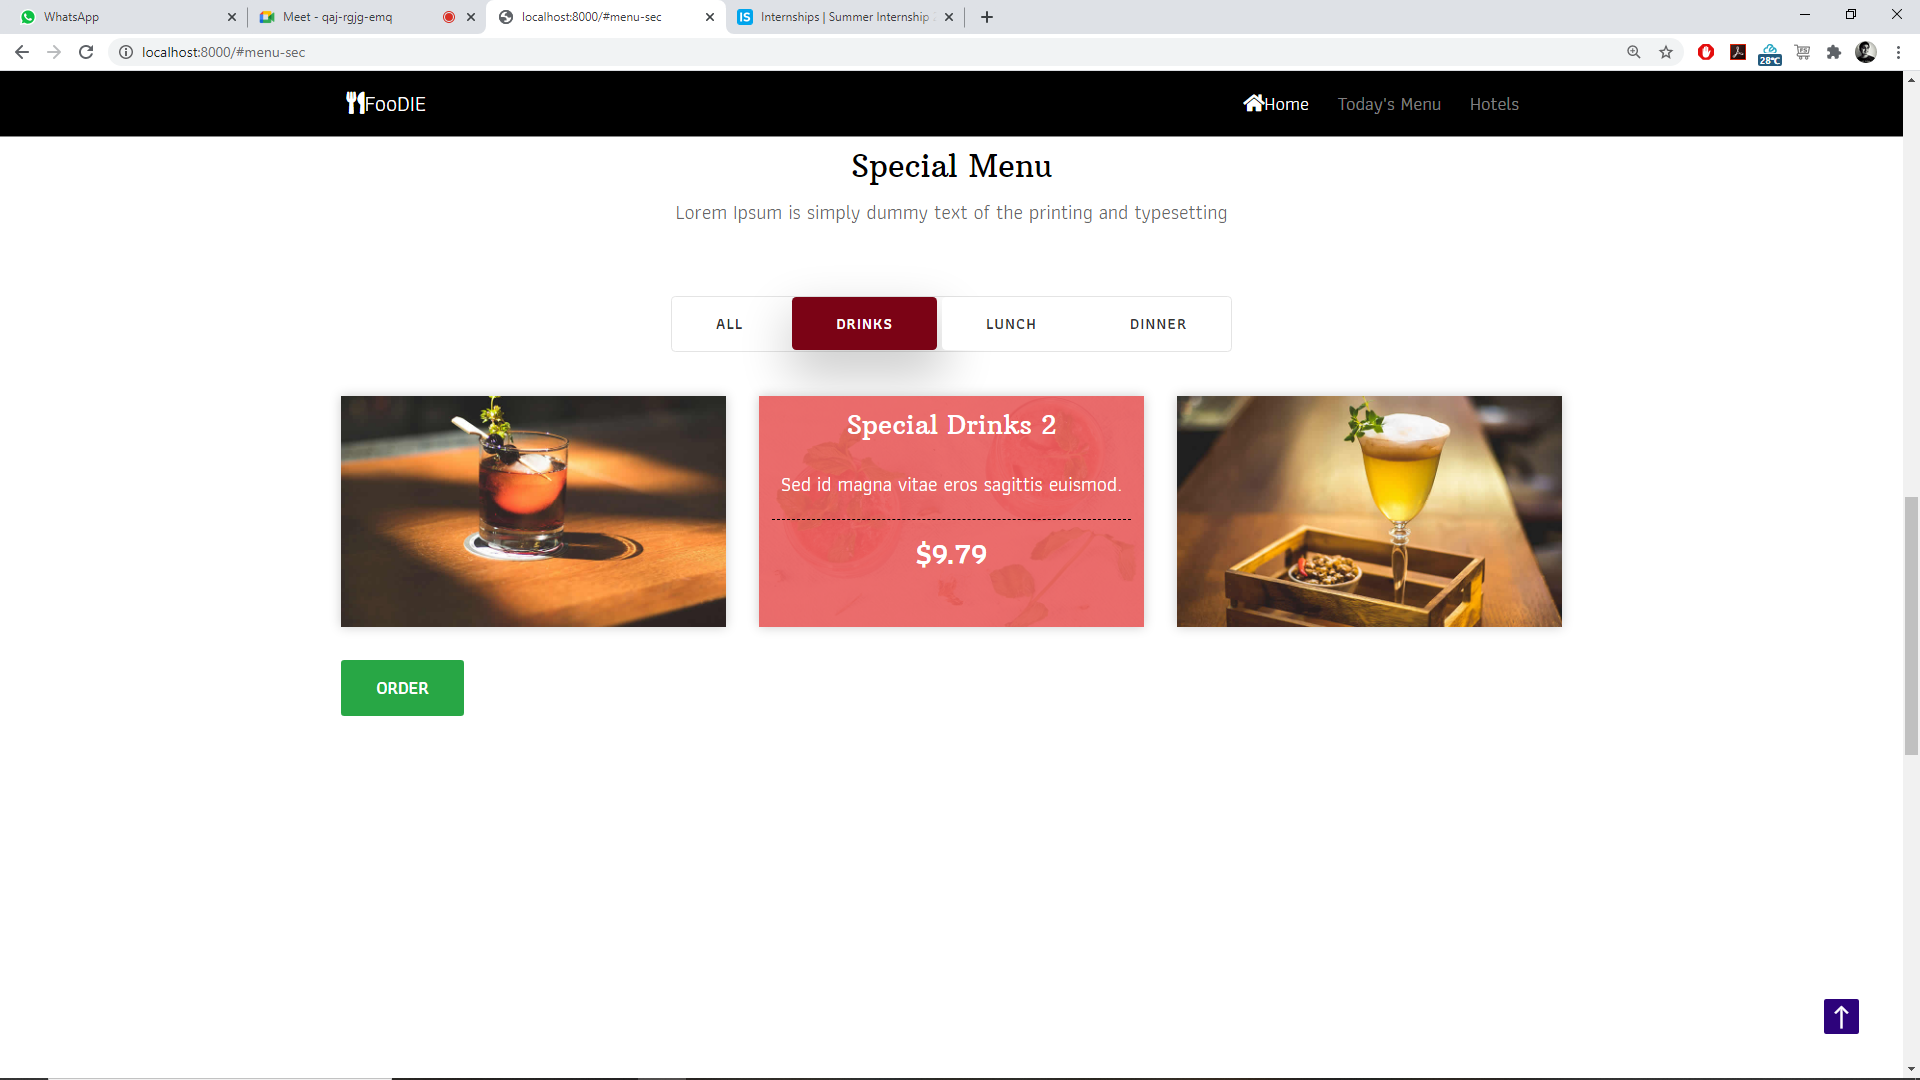 WhatsApp
Meet - qaj-rgjg-emq
localhost:8000/#menu-sec
IS
Internships | Summer Internship
localhost:8000/#menu-sec
28°C
FooDIE
Home
Today's Menu
Hotels
Special Menu
Lorem Ipsum is simply dummy text of the printing and typesetting
ALL
DRINKS
LUNCH
DINNER
Special Drinks 2
Sed id magna vitae eros sagittis euismod.
$9.79
ORDER